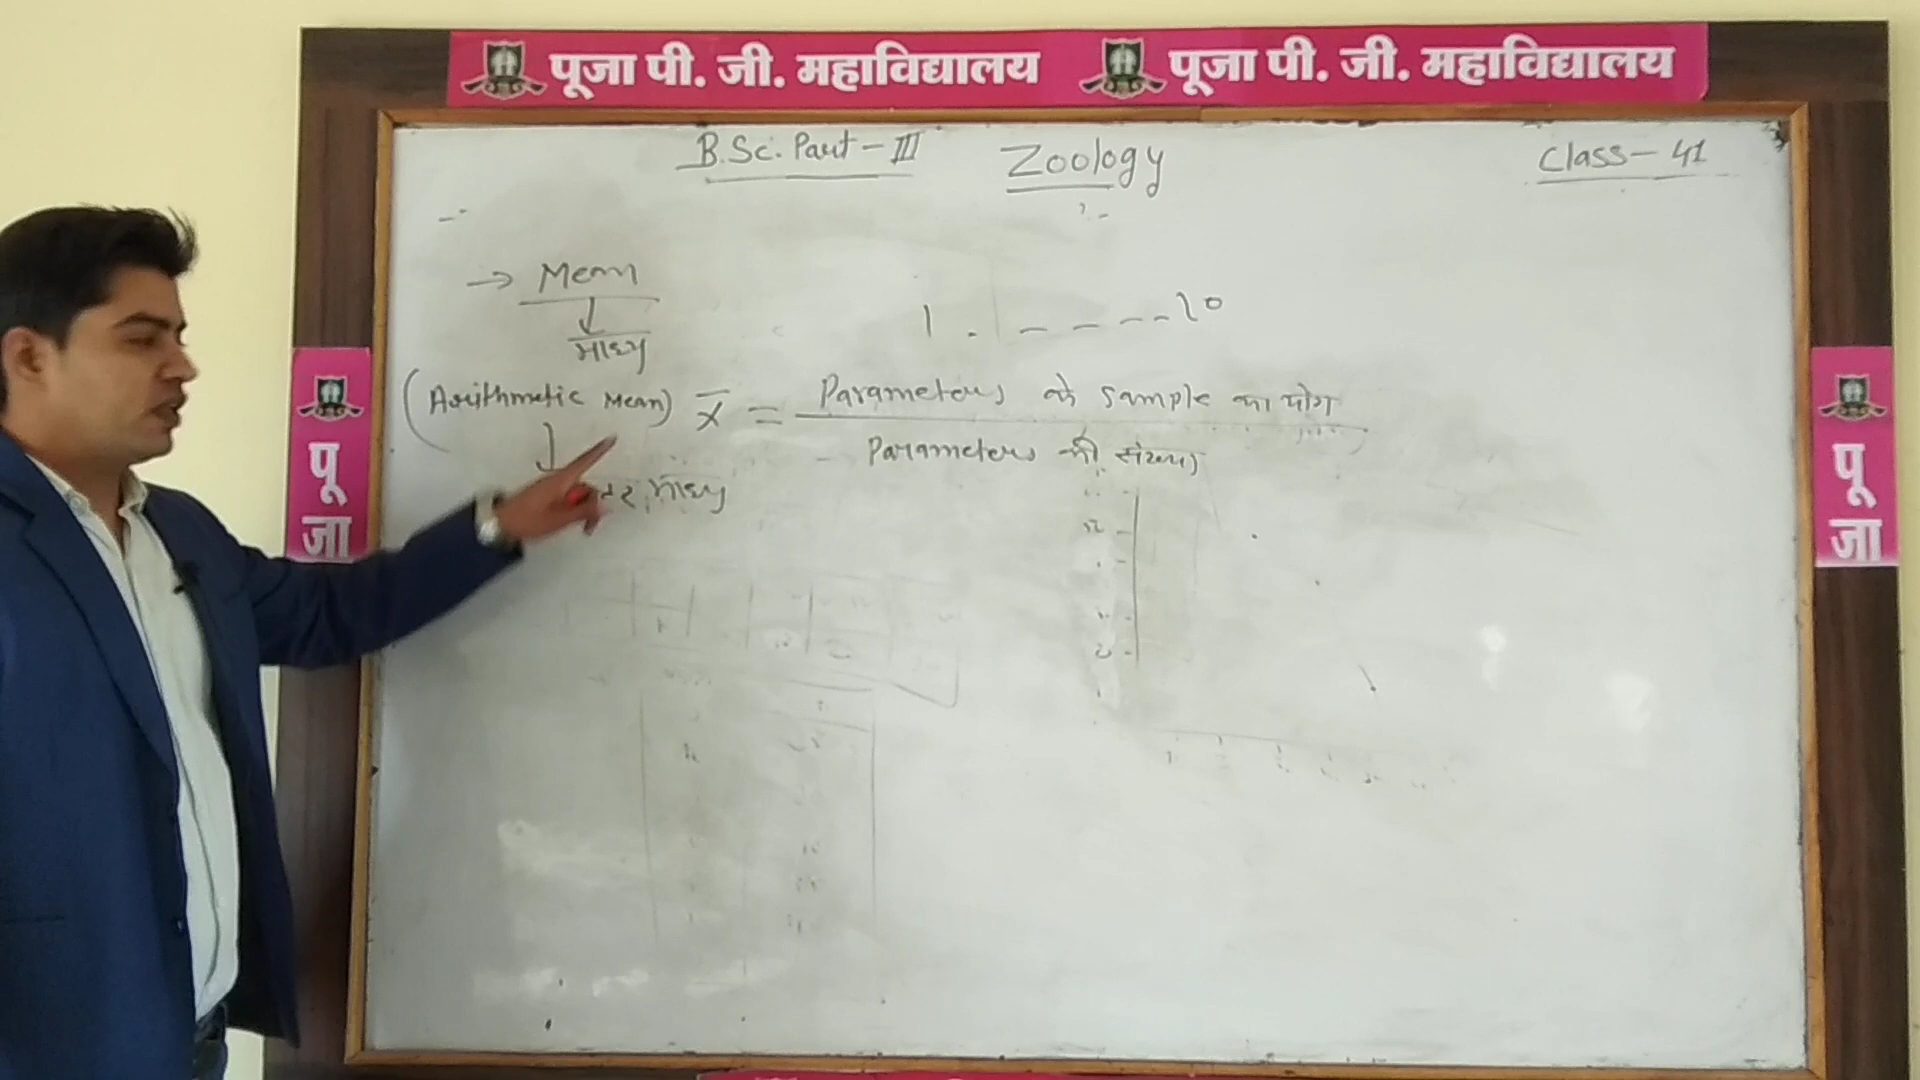 पूजा पी. जी. महाविद्यालय पूजा पी. जी. महाविद्यालय
B.Sc. Part - III Zoology Class - 41
→ Mean
माध्य
1 . - - - - 20
(Arithmetic Mean) x̄ = Parameters के sample का योग
Parameters की संख्या
माध्य
पूजा
पूजा